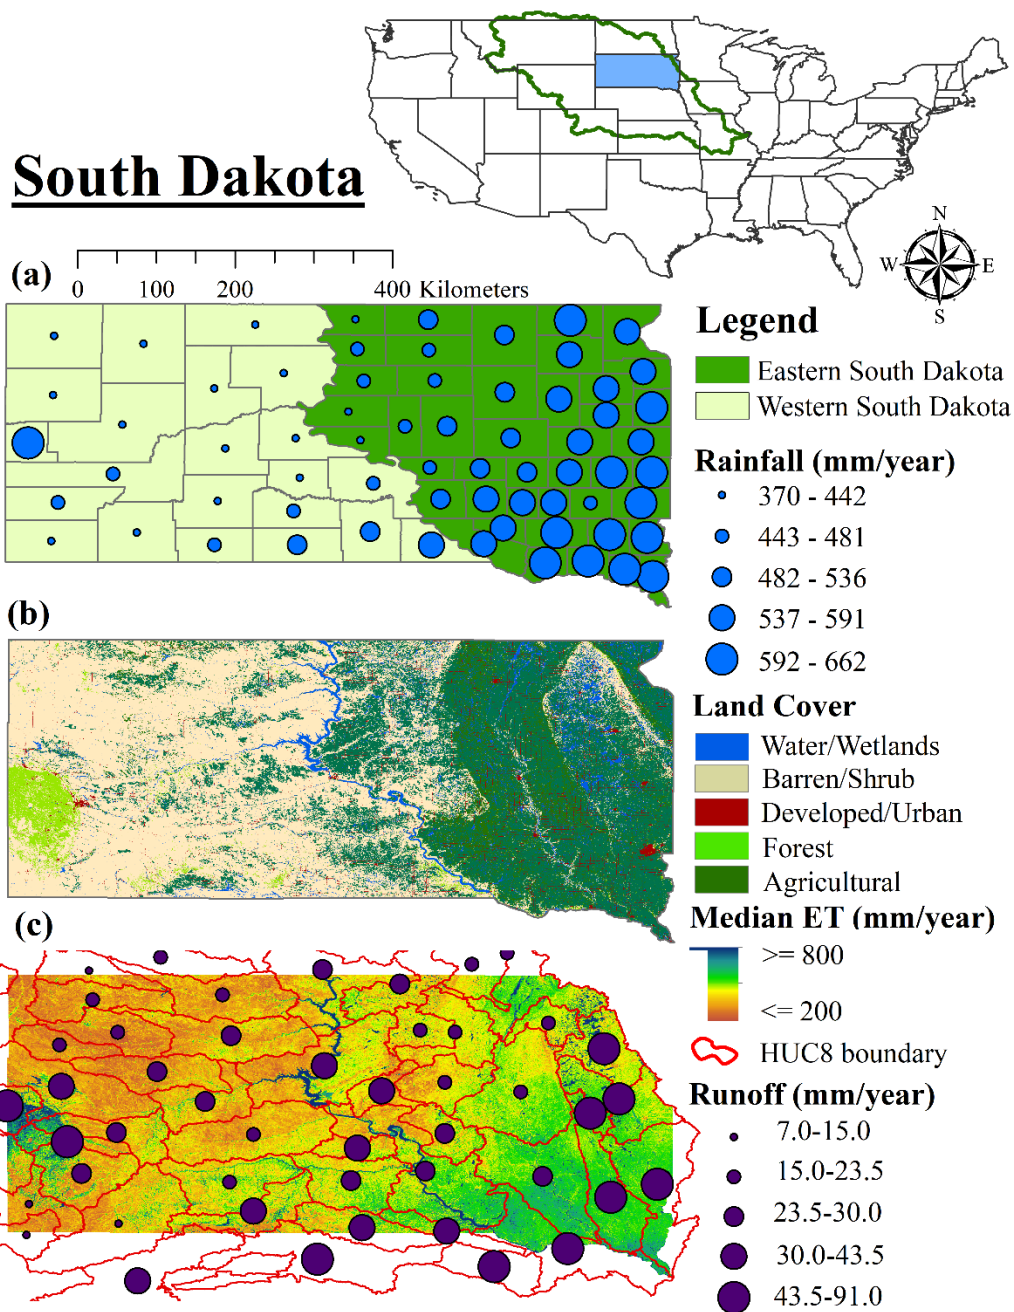 South Dakota
N
W E
S
(a)
0 100 200 400 Kilometers
Legend
Eastern South Dakota
Western South Dakota
Rainfall (mm/year)
370 - 442
443 - 481
482 - 536
537 - 591
592 - 662
(b)
Land Cover
Water/Wetlands
Barren/Shrub
Developed/Urban
Forest
Agricultural
(c)
Median ET (mm/year)
>= 800
<= 200
HUC8 boundary
Runoff (mm/year)
7.0-15.0
15.0-23.5
23.5-30.0
30.0-43.5
43.5-91.0